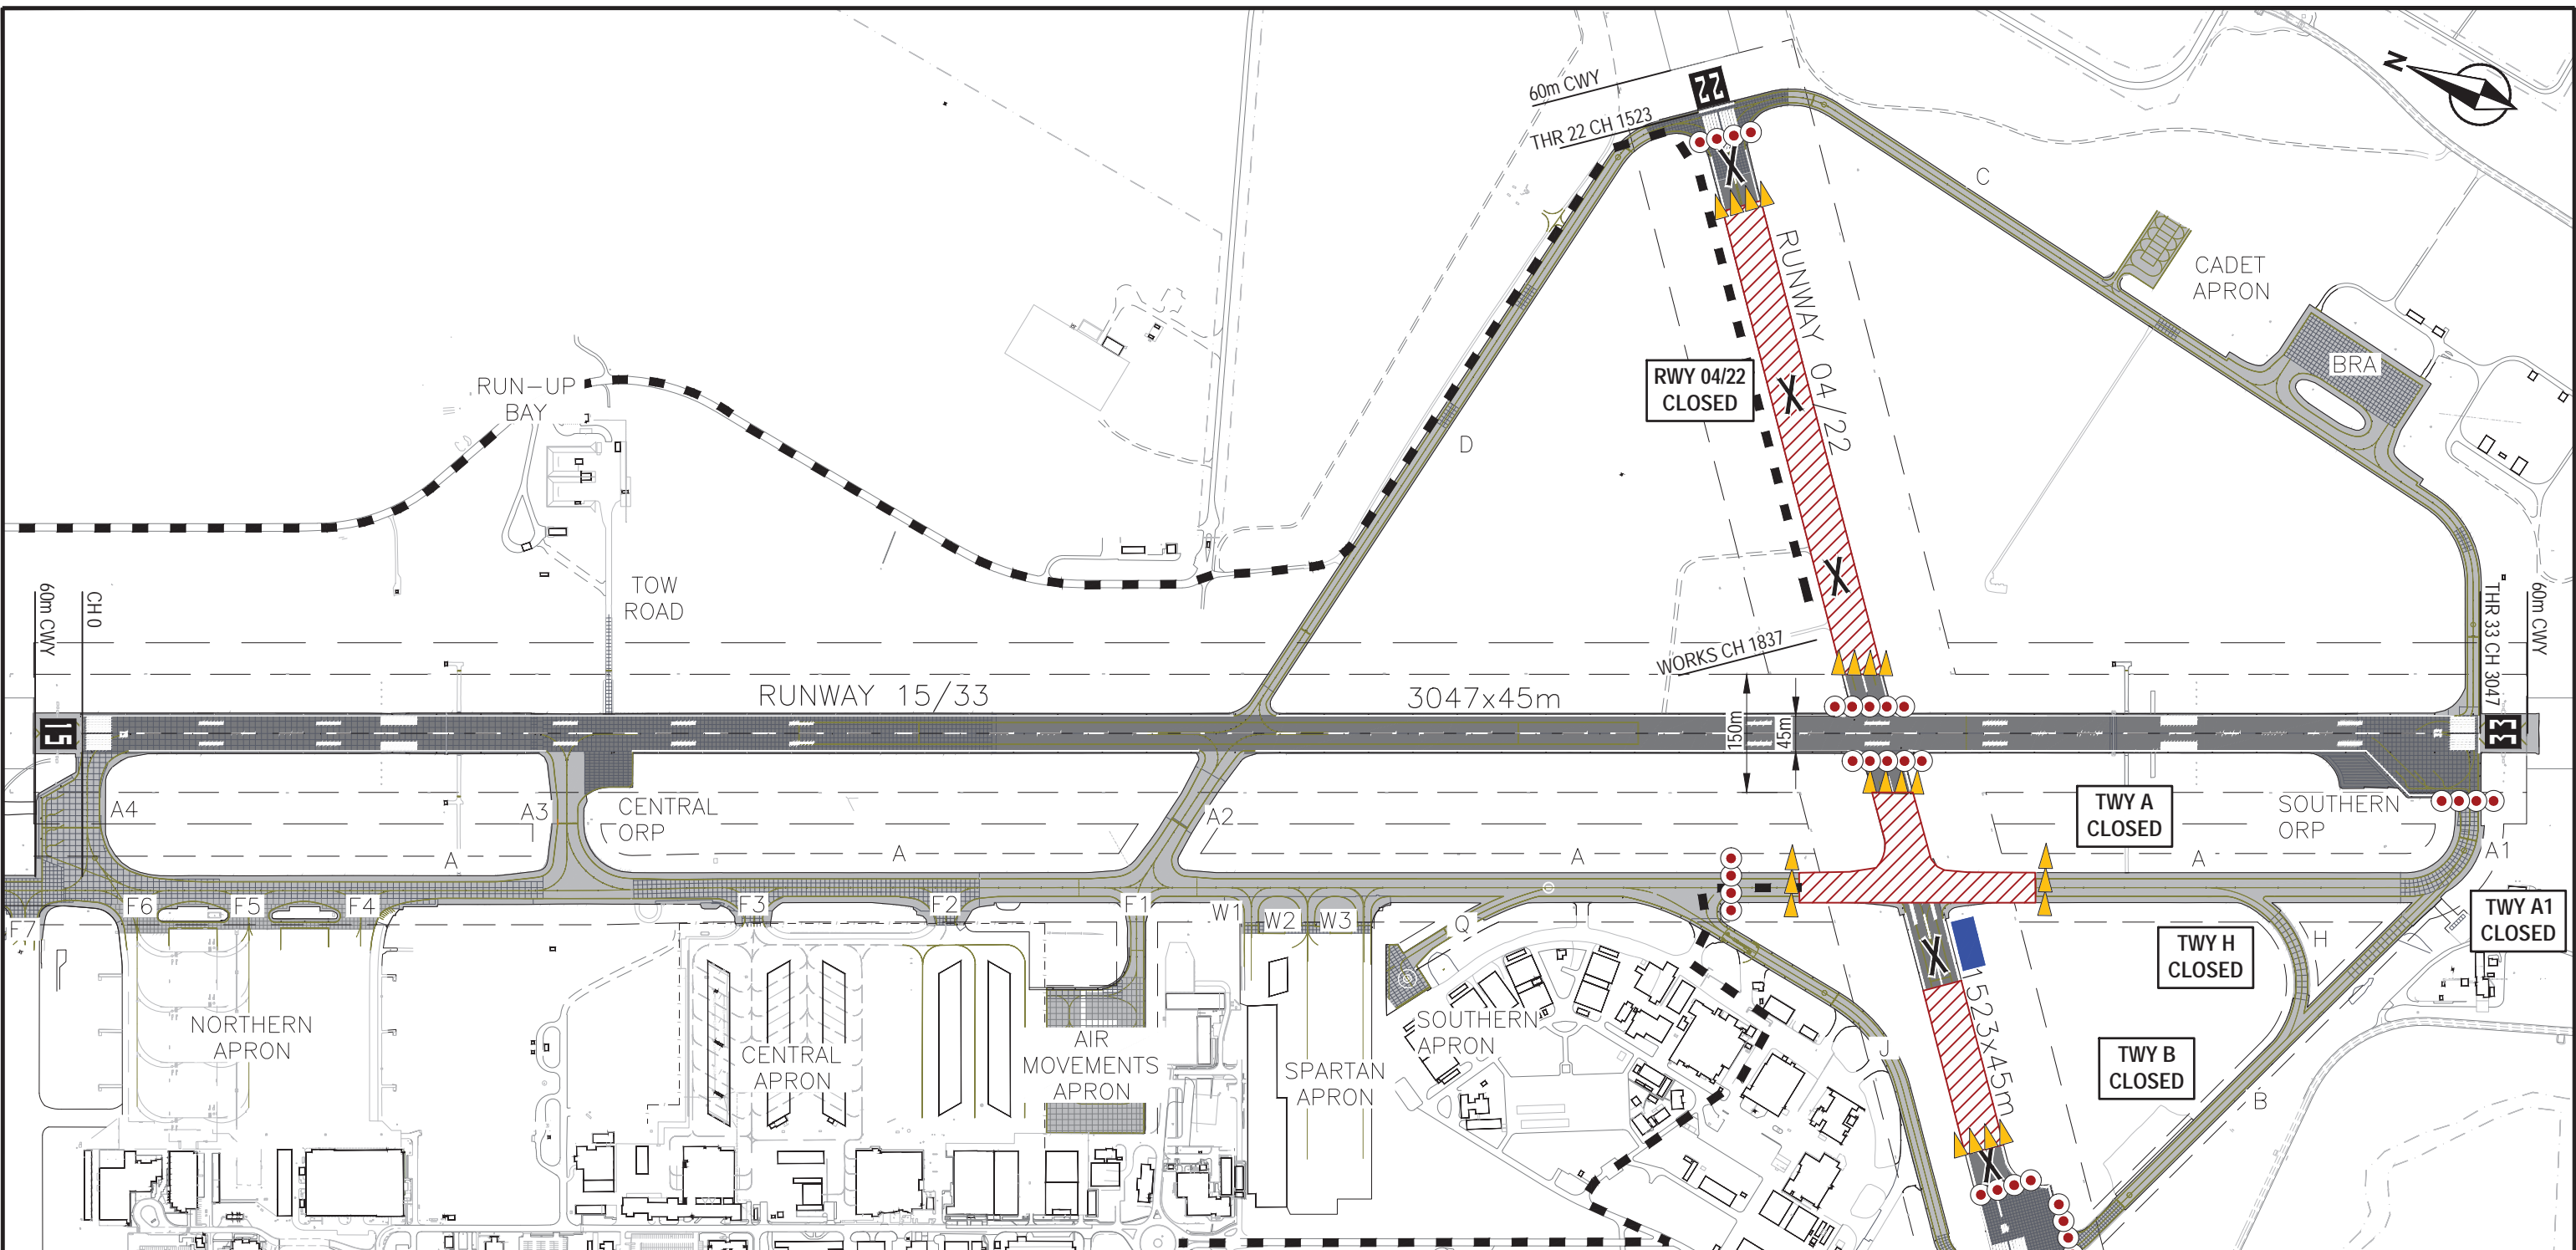 N
60m CWY
22
THR 22 CH 1523
C
CADET
APRON
RUNWAY 04/22
BRA
RUN-UP
BAY
RWY 04/22
CLOSED
D
TOW
ROAD
60m CWY
CH 0
THR 33 CH 3047
60m CWY
WORKS CH 1837
RUNWAY 15/33
3047x45m
15
150m
45m
33
A4
A3
CENTRAL
ORP
A2
TWY A
CLOSED
SOUTHERN
ORP
A
A
A
A
A1
F7
F6
F5
F4
F3
F2
F1
W1
W2
W3
Q
TWY H
CLOSED
H
TWY A1
CLOSED
NORTHERN
APRON
CENTRAL
APRON
AIR
MOVEMENTS
APRON
SPARTAN
APRON
SOUTHERN
APRON
J
1523x45m
TWY B
CLOSED
B